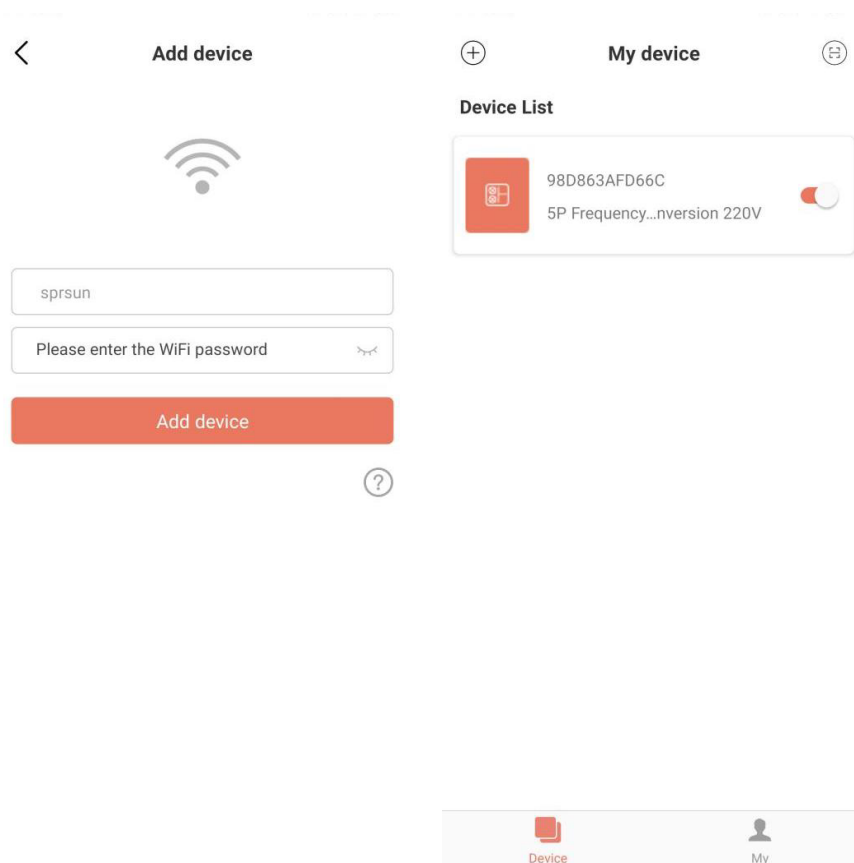 Add device
sprsun
Please enter the WiFi password
Add device
?
My device
Device List
98D863AFD66C
5P Frequency...nversion 220V
Device
My